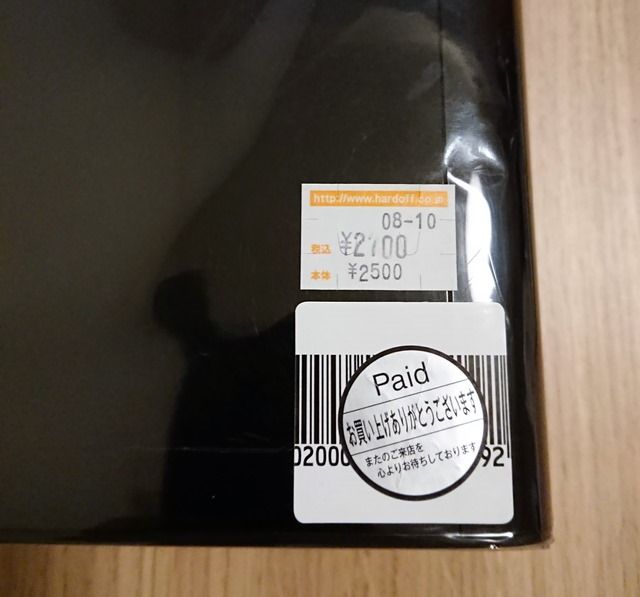 http://www.hardoff.co.jp
08-10
税込 ¥2700
本体 ¥2500
Paid
お買い上げありがとうございます
またのご来店を
心よりお待ちしております
02000
92